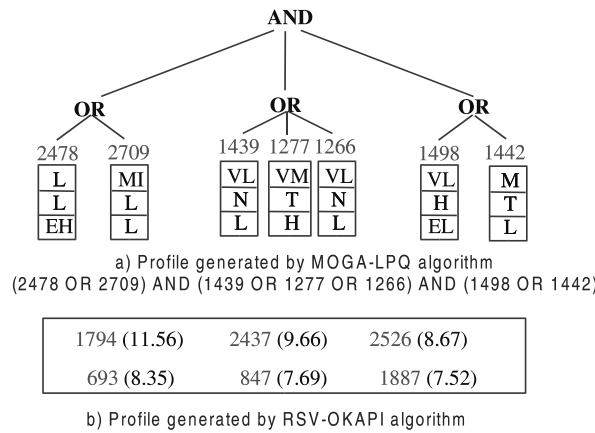 AND
OR OR OR
2478 2709 1439 1277 1266 1498 1442
L MI VL VM VL VL M
L L N T N H T
EH L L H L EL L
a) Profile generated by MOGA-LPQ algorithm
(2478 OR 2709) AND (1439 OR 1277 OR 1266) AND (1498 OR 1442)
1794 (11.56) 2437 (9.66) 2526 (8.67)
693 (8.35) 847 (7.69) 1887 (7.52)
b) Profile generated by RSV-OKAPI algorithm